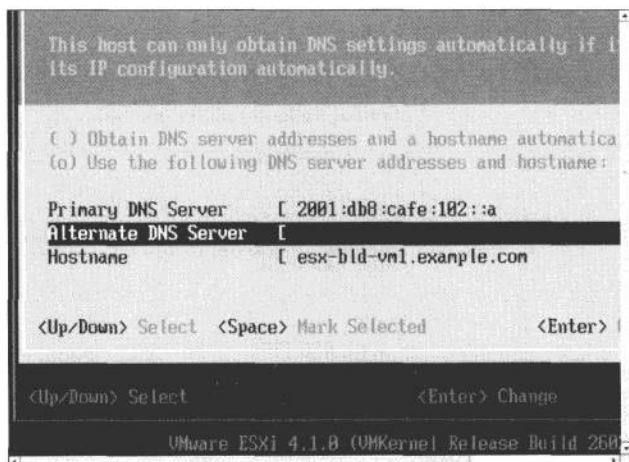 This host can only obtain DNS settings automatically if i
its IP configuration automatically.
( ) Obtain DNS server addresses and a hostname automatica
(o) Use the following DNS server addresses and hostname:
Primary DNS Server [ 2001:db8:cafe:102::a
Alternate DNS Server [
Hostname [ esx-bld-vm1.example.com
<Up/Down> Select <Space> Mark Selected <Enter>
<Up/Down> Select <Enter> Change
VMware ESXi 4.1.0 (VMKernel Release Build 260